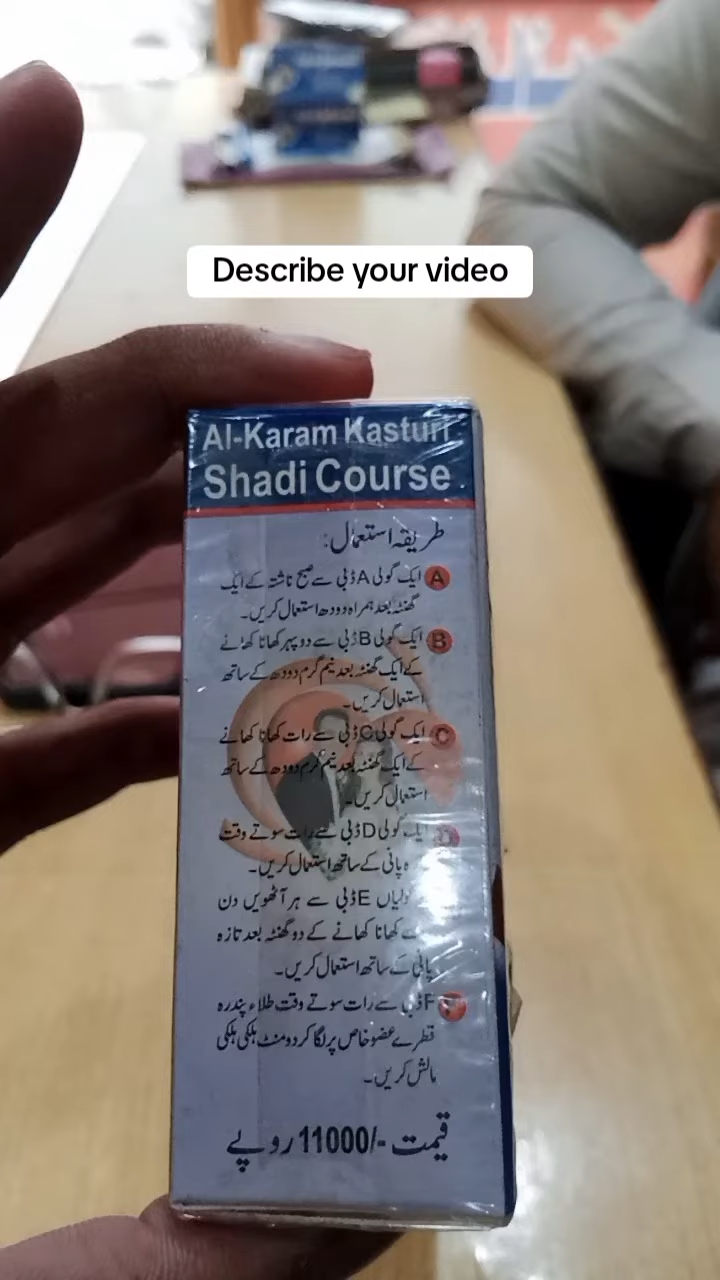 Describe your video
Al-Karam Kasturi
Shadi Course
طریقہ استعمال:
A ایک گولی A ڈبی سے صبح ناشتہ کے ایک
گھنٹہ بعد ہمراہ دودھ استعمال کریں۔
B ایک گولی B ڈبی سے دوپہر کھانا کھانے
کے ایک گھنٹہ بعد نیم گرم دودھ کے ساتھ
استعمال کریں۔
C ایک گولی C ڈبی سے رات کھانا کھانے
کے ایک گھنٹہ بعد نیم گرم دودھ کے ساتھ
استعمال کریں۔
D ایک گولی D ڈبی سے رات سوتے وقت
پانی کے ساتھ استعمال کریں۔
گولیاں E ڈبی سے ہر آٹھویں دن
کھانا کھانے کے دو گھنٹہ بعد تازہ
پانی کے ساتھ استعمال کریں۔
F ڈبی سے رات سوتے وقت طلاء پندرہ
قطرے عضو خاص پر لگا کر دو منٹ ہلکی ہلکی
مالش کریں۔
قیمت -/11000 روپے